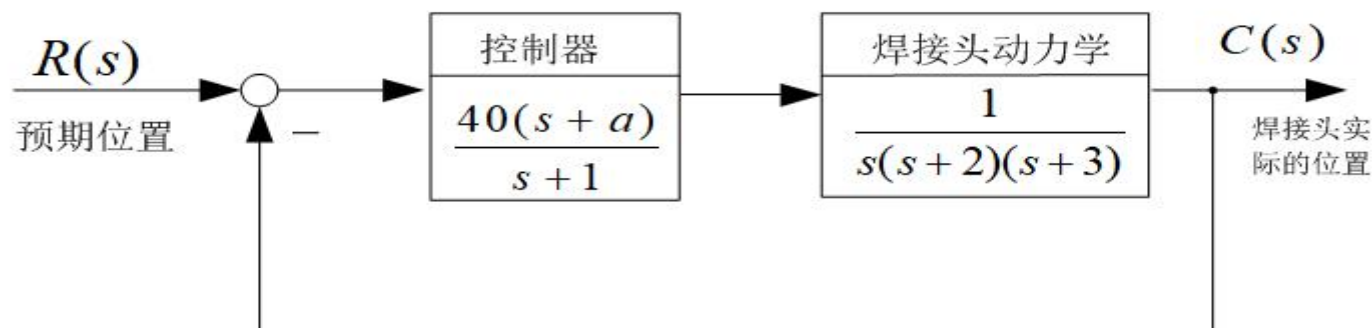 R(s)
预期位置
−
控制器
40(s + a)
s + 1
焊接头动力学
1
s(s + 2)(s + 3)
C(s)
焊接头实
际的位置